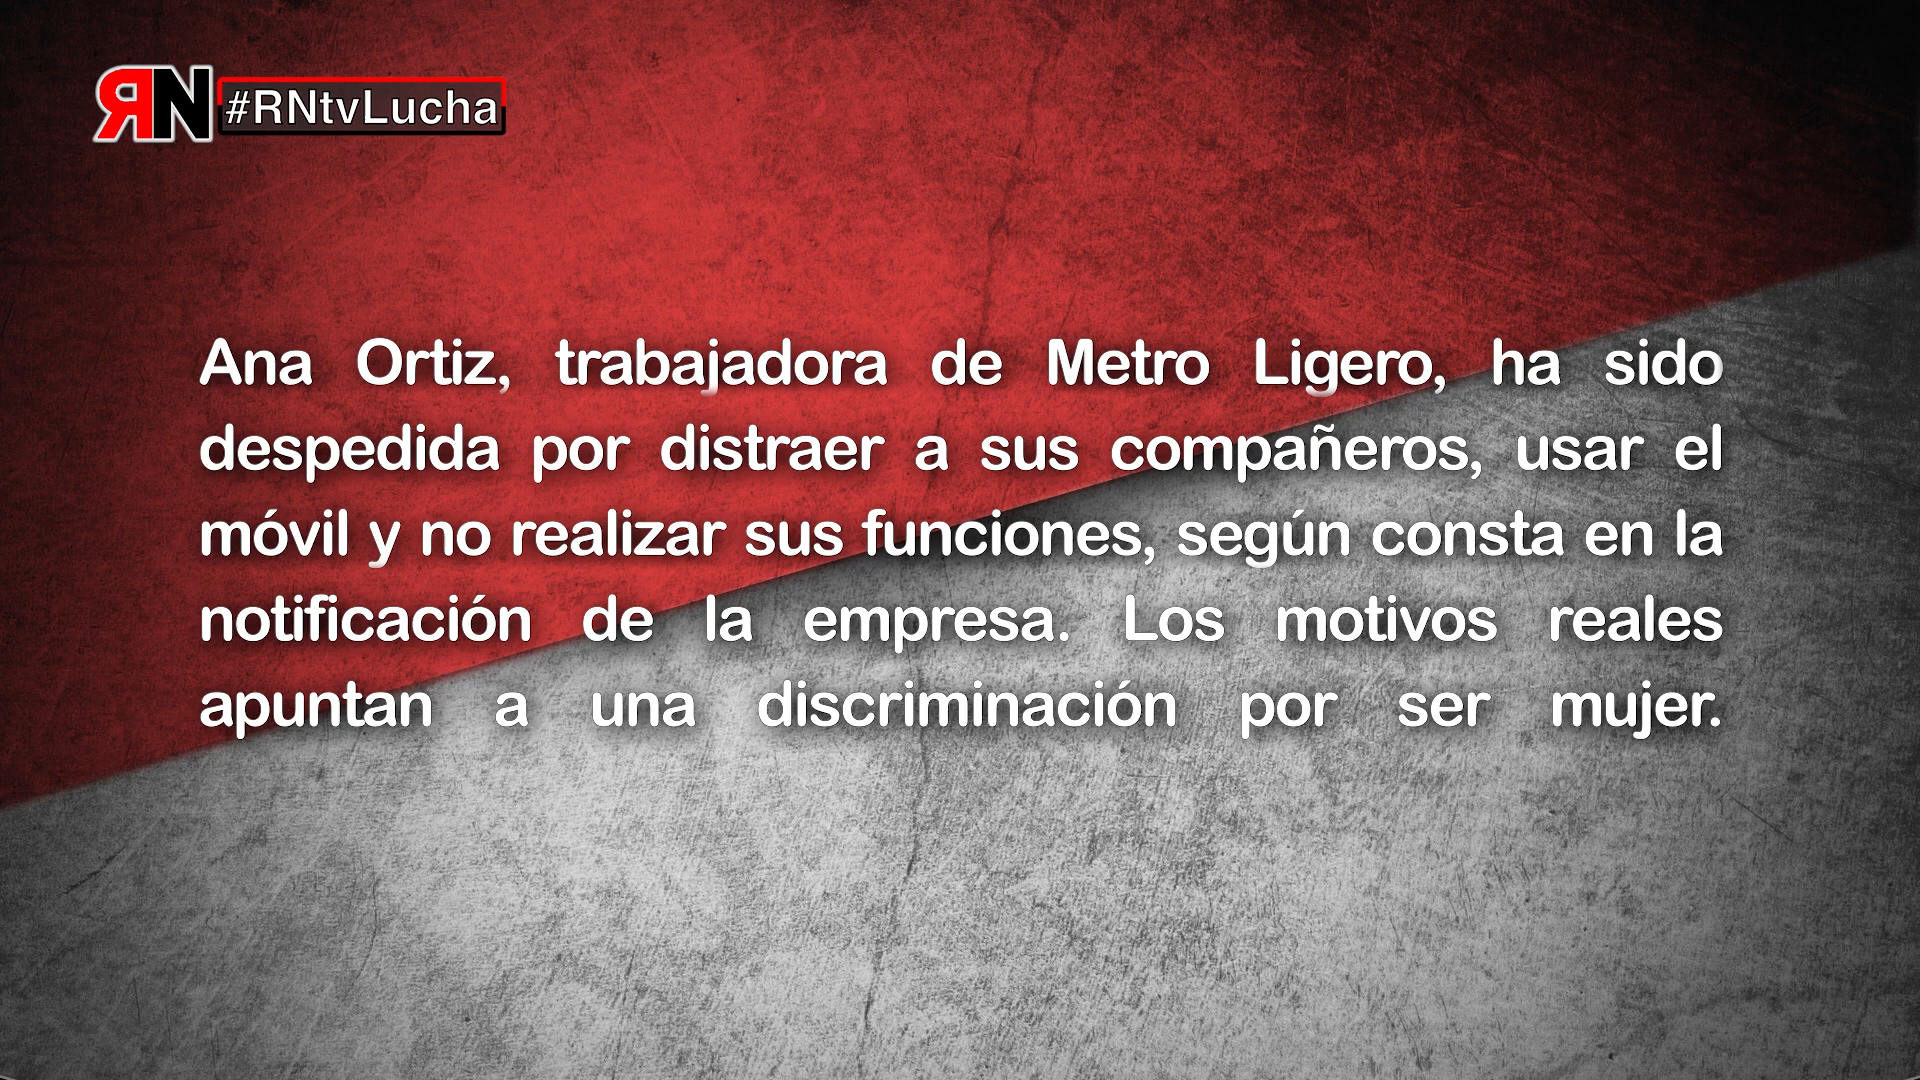 RN #RNtvLucha
Ana Ortiz, trabajadora de Metro Ligero, ha sido
despedida por distraer a sus compañeros, usar el
móvil y no realizar sus funciones, según consta en la
notificación de la empresa. Los motivos reales
apuntan a una discriminación por ser mujer.